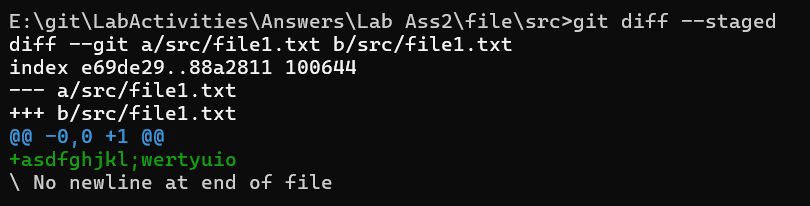 E:\git\LabActivities\Answers\Lab Ass2\file\src>git diff --staged
diff --git a/src/file1.txt b/src/file1.txt
index e69de29..88a2811 100644
--- a/src/file1.txt
+++ b/src/file1.txt
@@ -0,0 +1 @@
+asdfghjkl;wertyuio
\ No newline at end of file